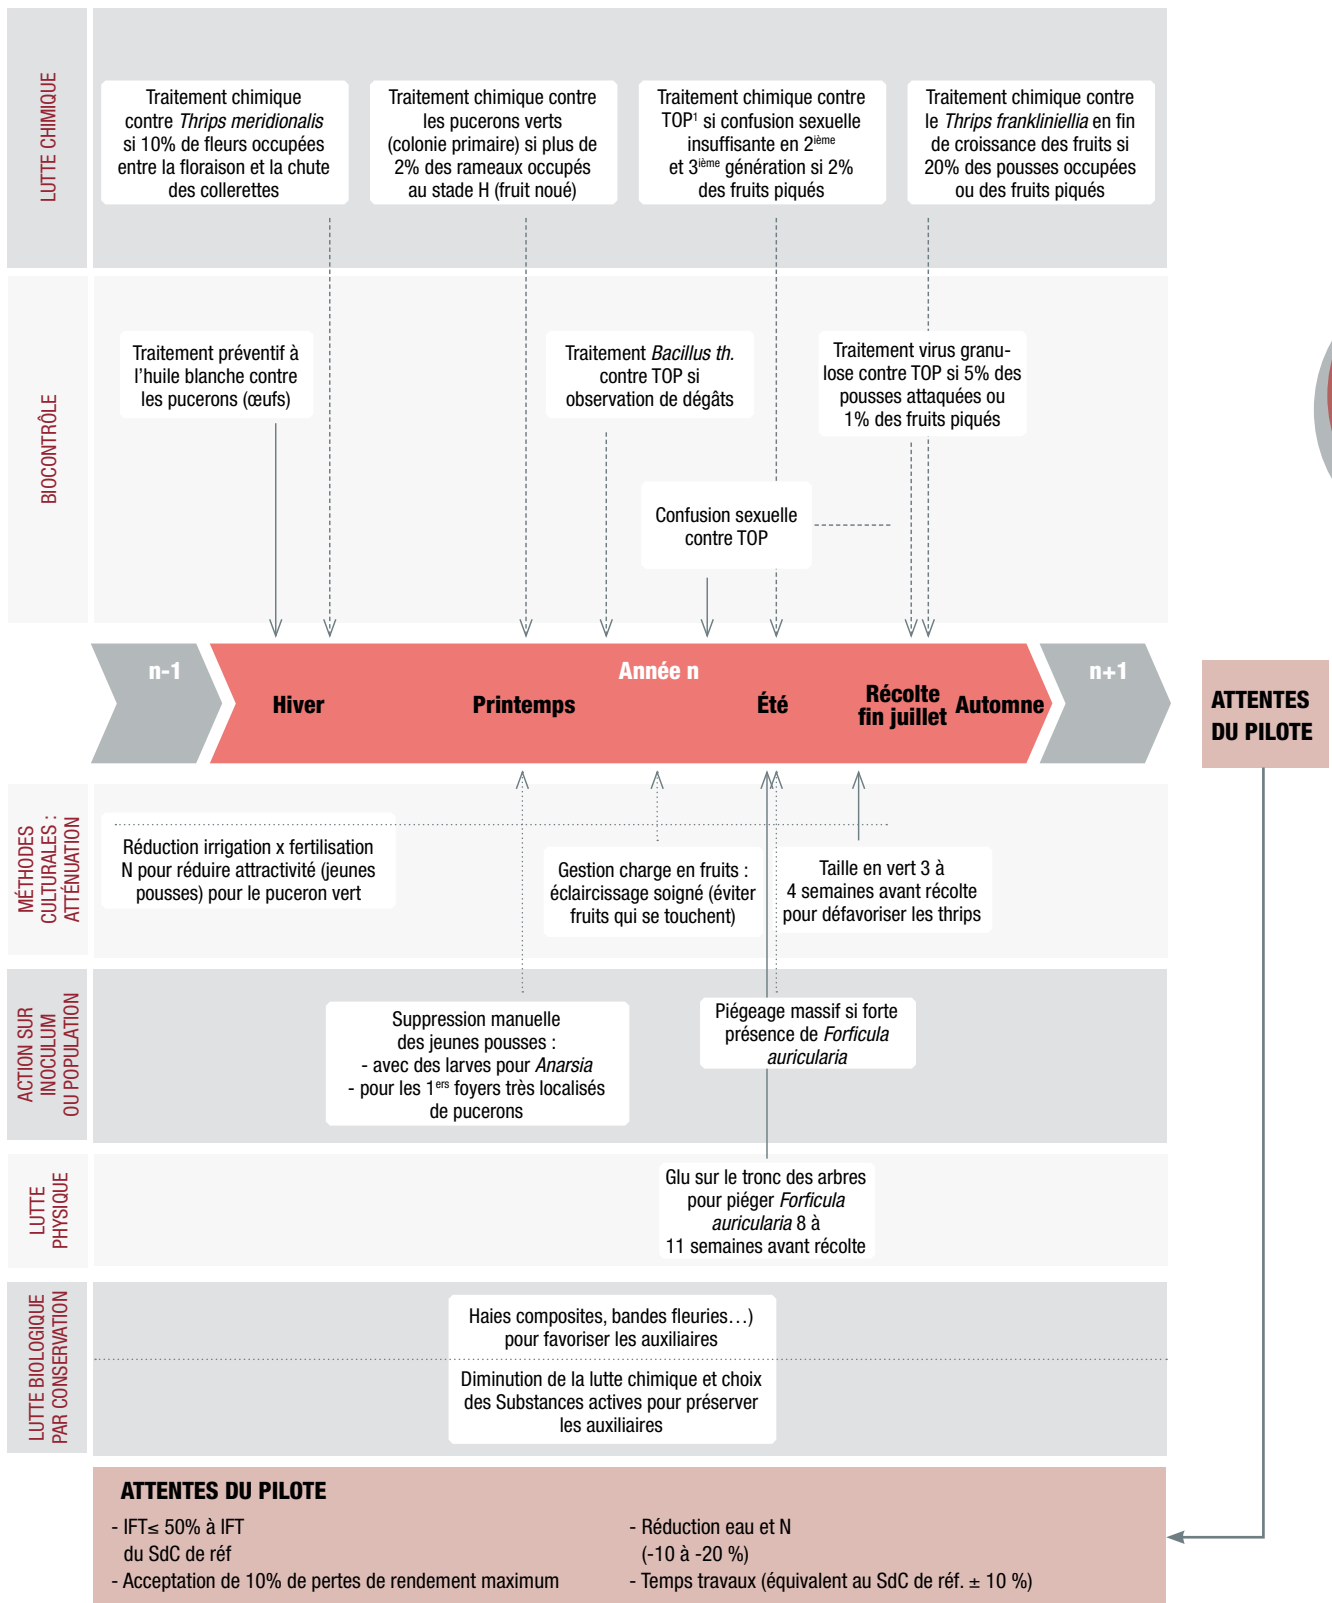 LUTTE CHIMIQUE
Traitement chimique
contre Thrips meridionalis
si 10% de fleurs occupées
entre la floraison et la chute
des collerettes
Traitement chimique contre
les pucerons verts
(colonie primaire) si plus de
2% des rameaux occupés
au stade H (fruit noué)
Traitement chimique contre
TOP¹ si confusion sexuelle
insuffisante en 2ième
et 3ième génération si 2%
des fruits piqués
Traitement chimique contre
le Thrips frankliniellia en fin
de croissance des fruits si
20% des pousses occupées
ou des fruits piqués
BIOCONTRÔLE
Traitement préventif à
l'huile blanche contre
les pucerons (œufs)
Traitement Bacillus th.
contre TOP si
observation de dégâts
Traitement virus granu-
lose contre TOP si 5% des
pousses attaquées ou
1% des fruits piqués
Confusion sexuelle
contre TOP
n-1
Année n
n+1
Hiver
Printemps
Été
Récolte
fin juillet
Automne
ATTENTES
DU PILOTE
MÉTHODES
CULTURALES :
ATTÉNUATION
Réduction irrigation x fertilisation
N pour réduire attractivité (jeunes
pousses) pour le puceron vert
Gestion charge en fruits :
éclaircissage soigné (éviter
fruits qui se touchent)
Taille en vert 3 à
4 semaines avant récolte
pour défavoriser les thrips
ACTION SUR
INOCULUM
OU POPULATION
Suppression manuelle
des jeunes pousses :
- avec des larves pour Anarsia
- pour les 1ers foyers très localisés
de pucerons
Piégeage massif si forte
présence de Forficula
auricularia
LUTTE
PHYSIQUE
Glu sur le tronc des arbres
pour piéger Forficula
auricularia 8 à
11 semaines avant récolte
LUTTE BIOLOGIQUE
PAR CONSERVATION
Haies composites, bandes fleuries…)
pour favoriser les auxiliaires
Diminution de la lutte chimique et choix
des Substances actives pour préserver
les auxiliaires
ATTENTES DU PILOTE
- IFT≤ 50% à IFT
du SdC de réf
- Acceptation de 10% de pertes de rendement maximum
- Réduction eau et N
(-10 à -20 %)
- Temps travaux (équivalent au SdC de réf. ± 10 %)